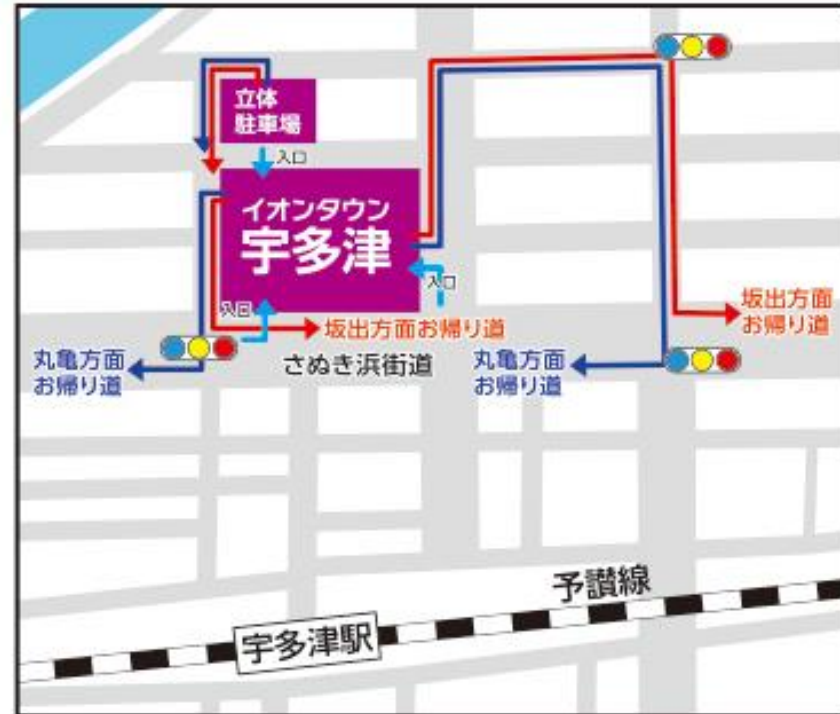 立体
駐車場
入口
イオンタウン
宇多津
入口
入口
坂出方面お帰り道
坂出方面
お帰り道
丸亀方面
お帰り道
さぬき浜街道
丸亀方面
お帰り道
予讃線
宇多津駅